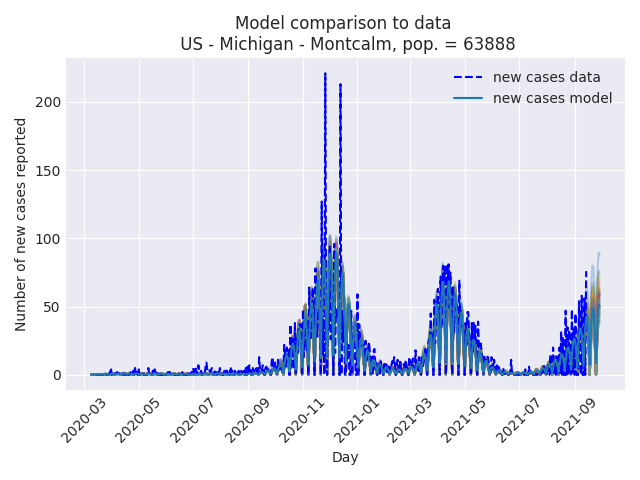 Model comparison to data
US - Michigan - Montcalm, pop. = 63888
new cases data
new cases model
Number of new cases reported
200
150
100
50
0
2020-03
2020-05
2020-07
2020-09
2020-11
2021-01
2021-03
2021-05
2021-07
2021-09
Day